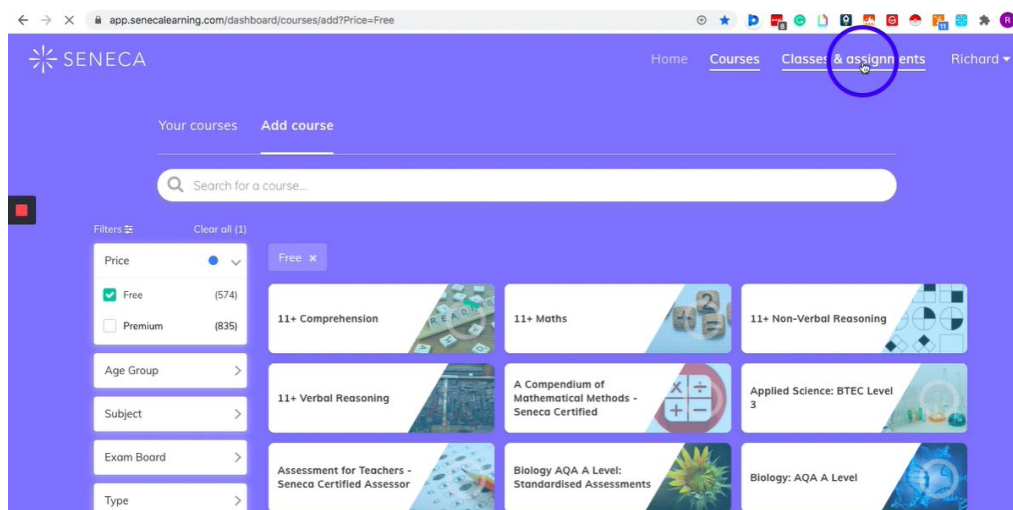 app.senecalearning.com/dashboard/courses/add?Price=Free
SENECA
Home Courses Classes & assignments Richard
Your courses Add course
Search for a course...
Filters Clear all (1)
Price
Free (574)
Premium (835)
Age Group
Subject
Exam Board
Type
Free ×
11+ Comprehension
11+ Maths
11+ Non-Verbal Reasoning
11+ Verbal Reasoning
A Compendium of
Mathematical Methods -
Seneca Certified
Applied Science: BTEC Level
3
Assessment for Teachers -
Seneca Certified Assessor
Biology AQA A Level:
Standardised Assessments
Biology: AQA A Level